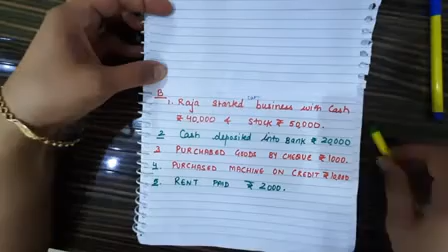 B
1. Raja started business with Cash
₹ 40,000 & Stock ₹ 50,000.
2 Cash deposited into Bank ₹ 20,000
3 PURCHASED GOODS BY CHEQUE ₹ 1000.
4. PURCHASED MACHINE ON CREDIT ₹
5. RENT PAID ₹ 2000.